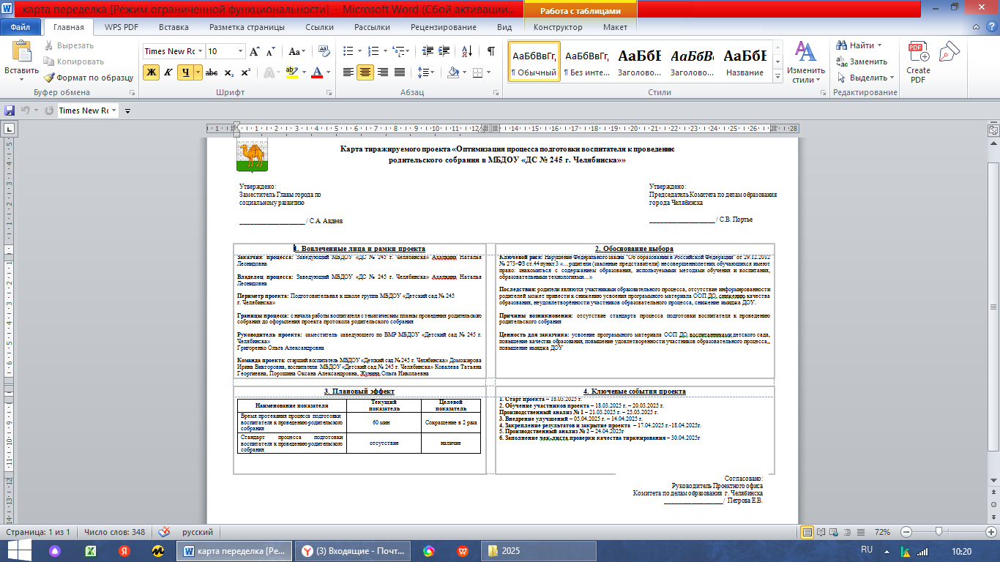 карта переделка [Режим ограниченной функциональности] - Microsoft Word (Сбой активации...
Работа с таблицами
Файл Главная WPS PDF Вставка Разметка страницы Ссылки Рассылки Рецензирование Вид Конструктор Макет
Вставить
Вырезать
Копировать
Формат по образцу
Буфер обмена
Times New Ro 10
Ж К Ч abc x₂ x²
Шрифт
Абзац
АаБбВвГг, АаБбВвГг, АаБбЕ АаБбВс АаБбВ
¶ Обычный ¶ Без инте... Заголово... Заголово... Название
Стили
Изменить стили
Найти
Заменить
Выделить
Редактирование
Create PDF
Times New Ro
Карта тиражируемого проекта «Оптимизация процесса подготовки воспитателя к проведению
родительского собрания в МБДОУ «ДС № 245 г. Челябинска»»
Утверждено:
Заместитель Главы города по
социальному развитию
____________________/ С.А. Авдеев
Утверждено:
Председатель Комитета по делам образования
города Челябинска
____________________/ С.В. Портье
1. Вовлеченные лица и рамки проекта
Заказчик процесса: Заведующий МБДОУ «ДС № 245 г. Челябинска» Ахапкина Наталья
Леонидовна
Владелец процесса: Заведующий МБДОУ «ДС № 245 г. Челябинска» Ахапкина Наталья
Леонидовна
Периметр проекта: Подготовительная к школе группа МБДОУ «Детский сад № 245
г. Челябинска»
Границы процесса: с начала работы воспитателя с тематическим планом проведения родительского
собрания до оформления проекта протокола родительского собрания
Руководитель проекта: заместитель заведующего по ВМР МБДОУ «Детский сад № 245 г.
Челябинска»
Григоренко Ольга Александровна
Команда проекта: старший воспитатель МБДОУ «Детский сад № 245 г. Челябинска» Доможирова
Ирина Викторовна, воспитатели МБДОУ «Детский сад № 245 г. Челябинска» Ковалева Татьяна
Георгиевна, Порошина Оксана Александровна, Жунина Ольга Николаевна
2. Обоснование выбора
Ключевой риск: Нарушение Федерального закона "Об образовании в Российской Федерации" от 29.12.2012
№ 273-ФЗ ст.44 пункт 3 «…родители (законные представители) несовершеннолетних обучающихся имеют
право: знакомиться с содержанием образования, используемыми методами обучения и воспитания,
образовательными технологиями…»
Последствия: родители являются участниками образовательного процесса, отсутствие информированности
родителей может привести к снижению усвоения программного материала ООП ДО, снижению качества
образования, неудовлетворённости участников образовательного процесса, снижение имиджа ДОУ.
Причины возникновения: отсутствие стандарта процесса подготовки воспитателя к проведению
родительского собрания
Ценность для заказчика: усвоение программного материала ООП ДО, воспитанниками детского сада,
повышение качества образования, повышение удовлетворенности участников образовательного процесса,,
повышение имиджа ДОУ
3. Плановый эффект
Наименование показателя Текущий показатель Целевой показатель
Время протекания процесса подготовки
воспитателя к проведению родительского
собрания
60 мин Сокращение в 2 раза
Стандарт процесса подготовки
воспитателя к проведению родительского
собрания
отсутствие наличие
4. Ключевые события проекта
1. Старт проекта – 18.03.2025 г.
2. Обучение участников проекта – 18.03.2025 г. – 20.03.2025 г.
Производственный анализ № 1 – 21.03.2025 г. – 25.03.2025 г.
3. Внедрение улучшений – 05.04.2025 г. – 14.04.2025 г.
4. Закрепление результатов и закрытие проекта – 17.04.2025 г.-18.04.2025г.
5. Производственный анализ № 2 – 24.04.2025г
6. Заполнение чек-листа проверки качества тиражирования – 30.04.2025г
Согласовано:
Руководитель Проектного офиса
Комитета по делам образования г. Челябинска
__________________/ Петрова Е.В.
Страница: 1 из 1 Число слов: 348 русский 72%
карта переделка [Ре... (3) Входящие - Почт... 2025 RU 10:20